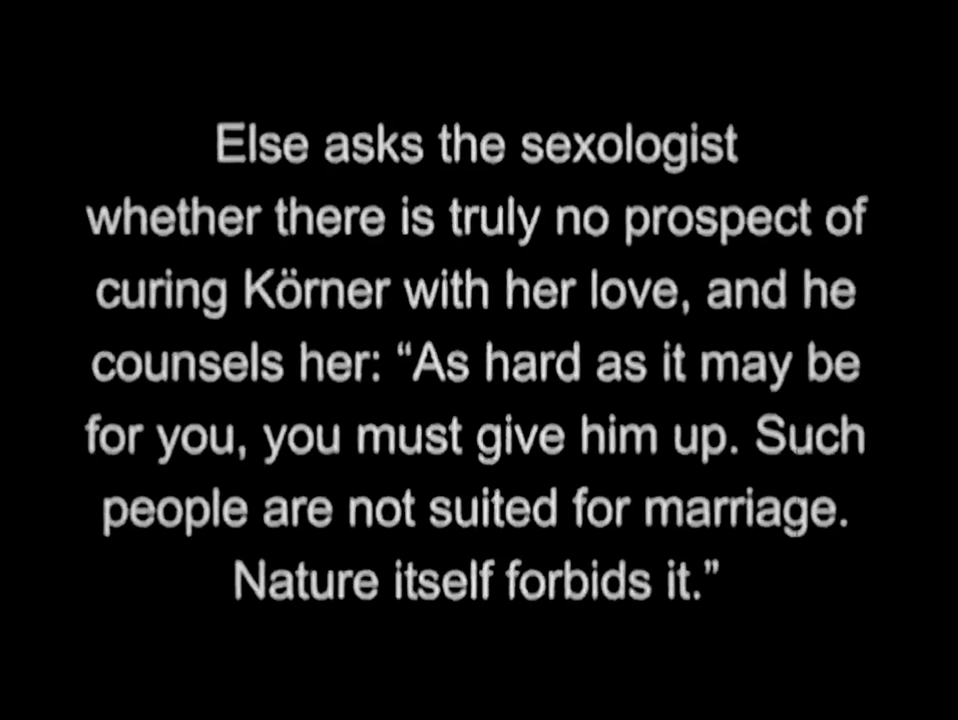 Else asks the sexologist
whether there is truly no prospect of
curing Körner with her love, and he
counsels her: “As hard as it may be
for you, you must give him up. Such
people are not suited for marriage.
Nature itself forbids it.”